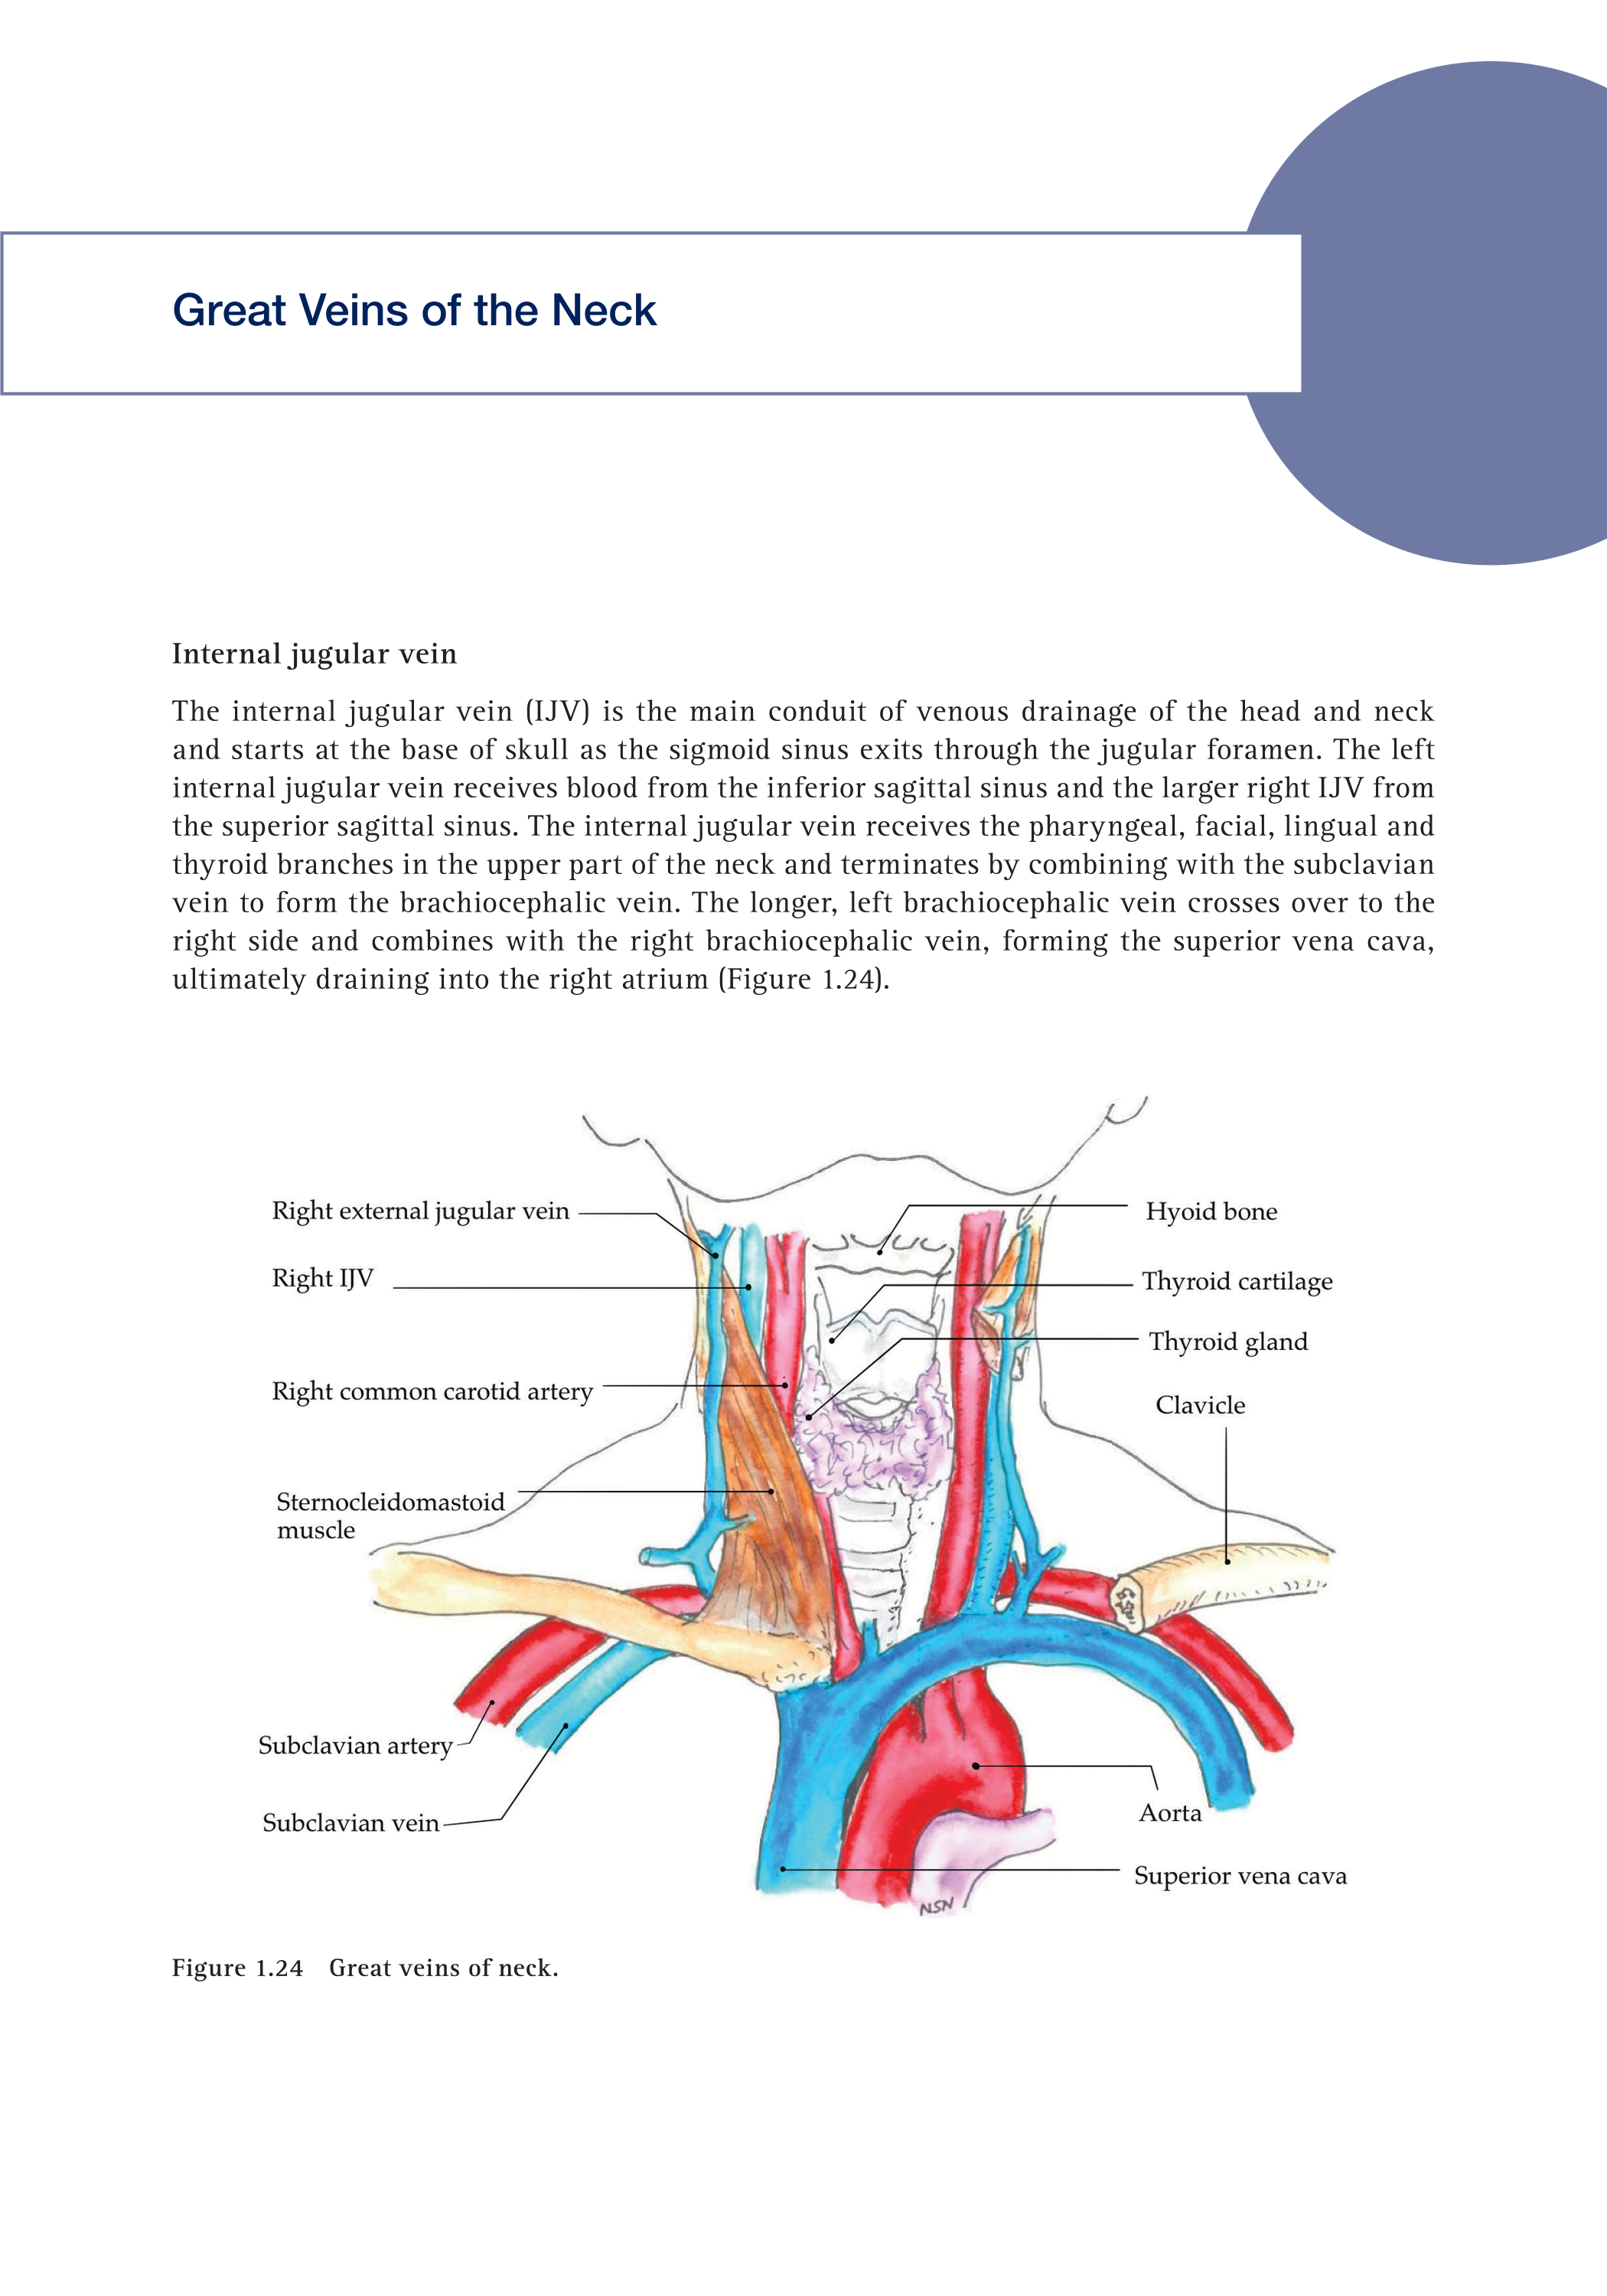 Great Veins of the Neck
Internal jugular vein
The internal jugular vein (IJV) is the main conduit of venous drainage of the head and neck
and starts at the base of skull as the sigmoid sinus exits through the jugular foramen. The left
internal jugular vein receives blood from the inferior sagittal sinus and the larger right IJV from
the superior sagittal sinus. The internal jugular vein receives the pharyngeal, facial, lingual and
thyroid branches in the upper part of the neck and terminates by combining with the subclavian
vein to form the brachiocephalic vein. The longer, left brachiocephalic vein crosses over to the
right side and combines with the right brachiocephalic vein, forming the superior vena cava,
ultimately draining into the right atrium (Figure 1.24).
Right external jugular vein
Hyoid bone
Right IJV
Thyroid cartilage
Thyroid gland
Right common carotid artery
Clavicle
Sternocleidomastoid
muscle
Subclavian artery
Subclavian vein
Aorta
Superior vena cava
NSN
Figure 1.24 Great veins of neck.